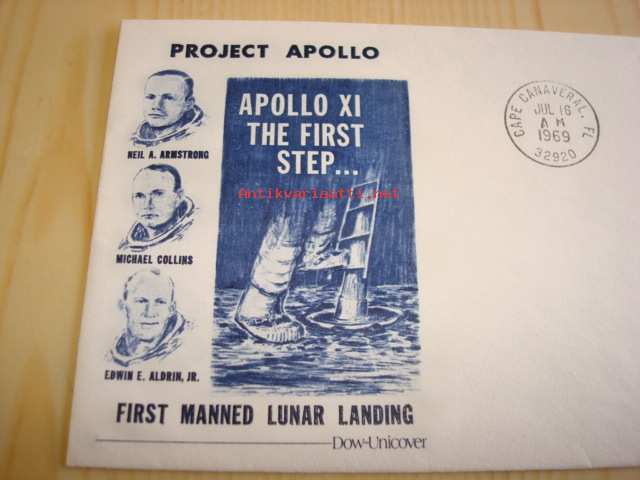 PROJECT APOLLO
NEIL A. ARMSTRONG
MICHAEL COLLINS
EDWIN E. ALDRIN, JR.
APOLLO XI
THE FIRST
STEP...
Antikvariaatti.net
FIRST MANNED LUNAR LANDING
Dow-Unicover
CAPE CANAVERAL, FL
JUL 16
AM
1969
32920